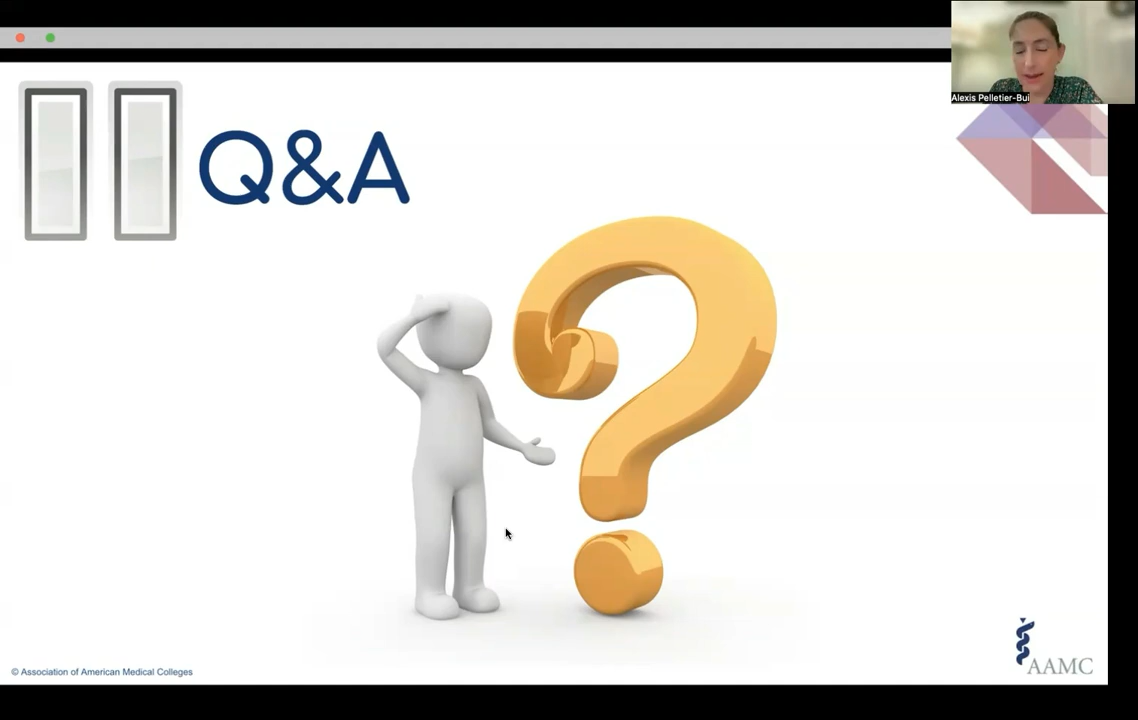 Alexis Pelletier-Bui
Q&A
© Association of American Medical Colleges
AAMC